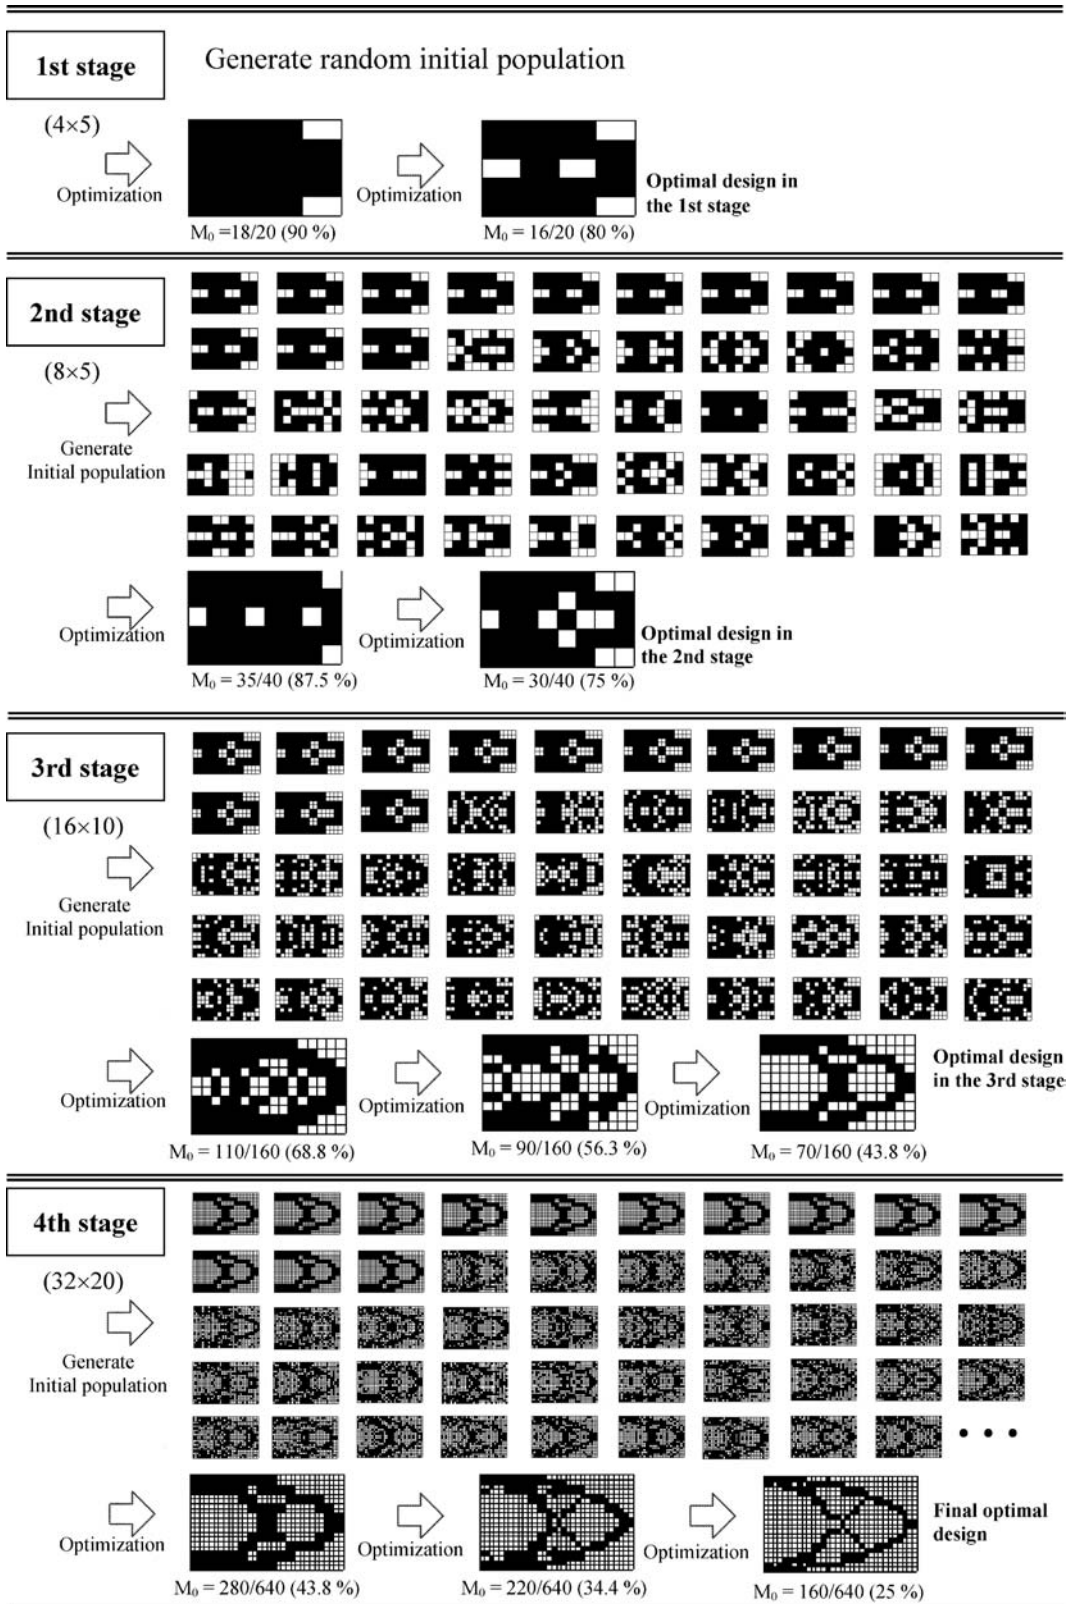 1st stage
Generate random initial population
(4×5)
Optimization
Optimization
Optimal design in
the 1st stage
M₀ =18/20 (90 %)
M₀ = 16/20 (80 %)
2nd stage
(8×5)
Generate
Initial population
Optimization
Optimization
Optimal design in
the 2nd stage
M₀ = 35/40 (87.5 %)
M₀ = 30/40 (75 %)
3rd stage
(16×10)
Generate
Initial population
Optimization
Optimization
Optimization
Optimal design
in the 3rd stage
M₀ = 110/160 (68.8 %)
M₀ = 90/160 (56.3 %)
M₀ = 70/160 (43.8 %)
4th stage
(32×20)
Generate
Initial population
• • •
Optimization
Optimization
Optimization
Final optimal
design
M₀ = 280/640 (43.8 %)
M₀ = 220/640 (34.4 %)
M₀ = 160/640 (25 %)